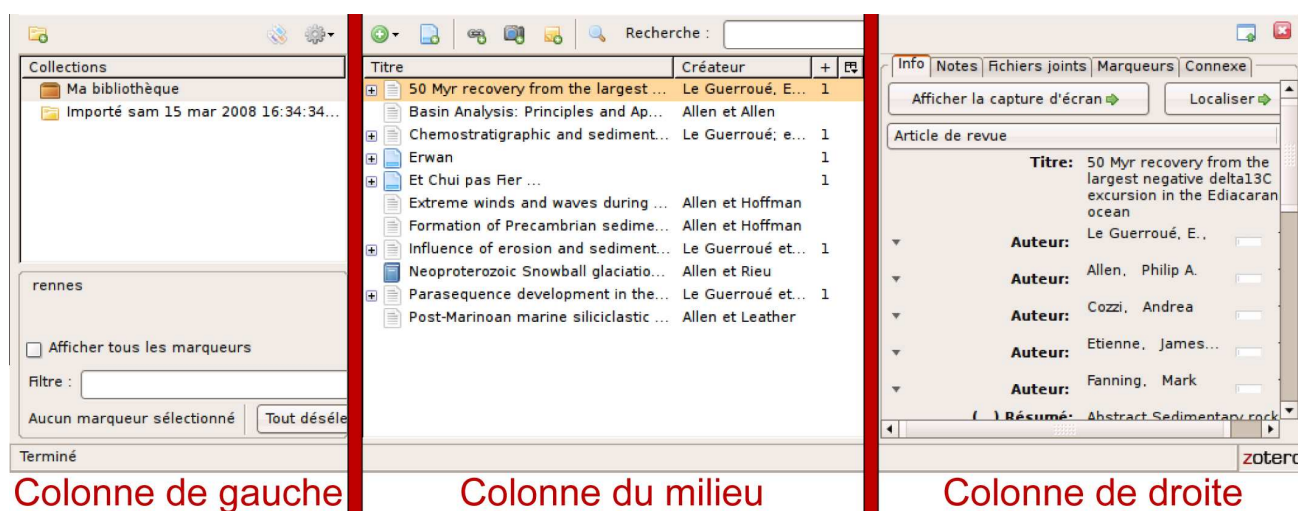 Collections
Ma bibliothèque
Importé sam 15 mar 2008 16:34:34...
rennes
Afficher tous les marqueurs
Filtre :
Aucun marqueur sélectionné Tout déséle
Terminé
Colonne de gauche
Recherche :
Titre Créateur +
50 Myr recovery from the largest ... Le Guerroué, E... 1
Basin Analysis: Principles and Ap... Allen et Allen
Chemostratigraphic and sediment... Le Guerroué; e... 1
Erwan 1
Et Chui pas Fier ... 1
Extreme winds and waves during ... Allen et Hoffman
Formation of Precambrian sedime... Allen et Hoffman
Influence of erosion and sediment... Le Guerroué et... 1
Neoproterozoic Snowball glaciatio... Allen et Rieu
Parasequence development in the... Le Guerroué et... 1
Post-Marinoan marine siliciclastic ... Allen et Leather
Colonne du milieu
Info Notes Fichiers joints Marqueurs Connexe
Afficher la capture d'écran Localiser
Article de revue
Titre: 50 Myr recovery from the
largest negative delta13C
excursion in the Ediacaran
ocean
Auteur: Le Guerroué, E.,
Auteur: Allen, Philip A.
Auteur: Cozzi, Andrea
Auteur: Etienne, James...
Auteur: Fanning, Mark
(...) Résumé: Abstract Sedimentary rock
zotero
Colonne de droite